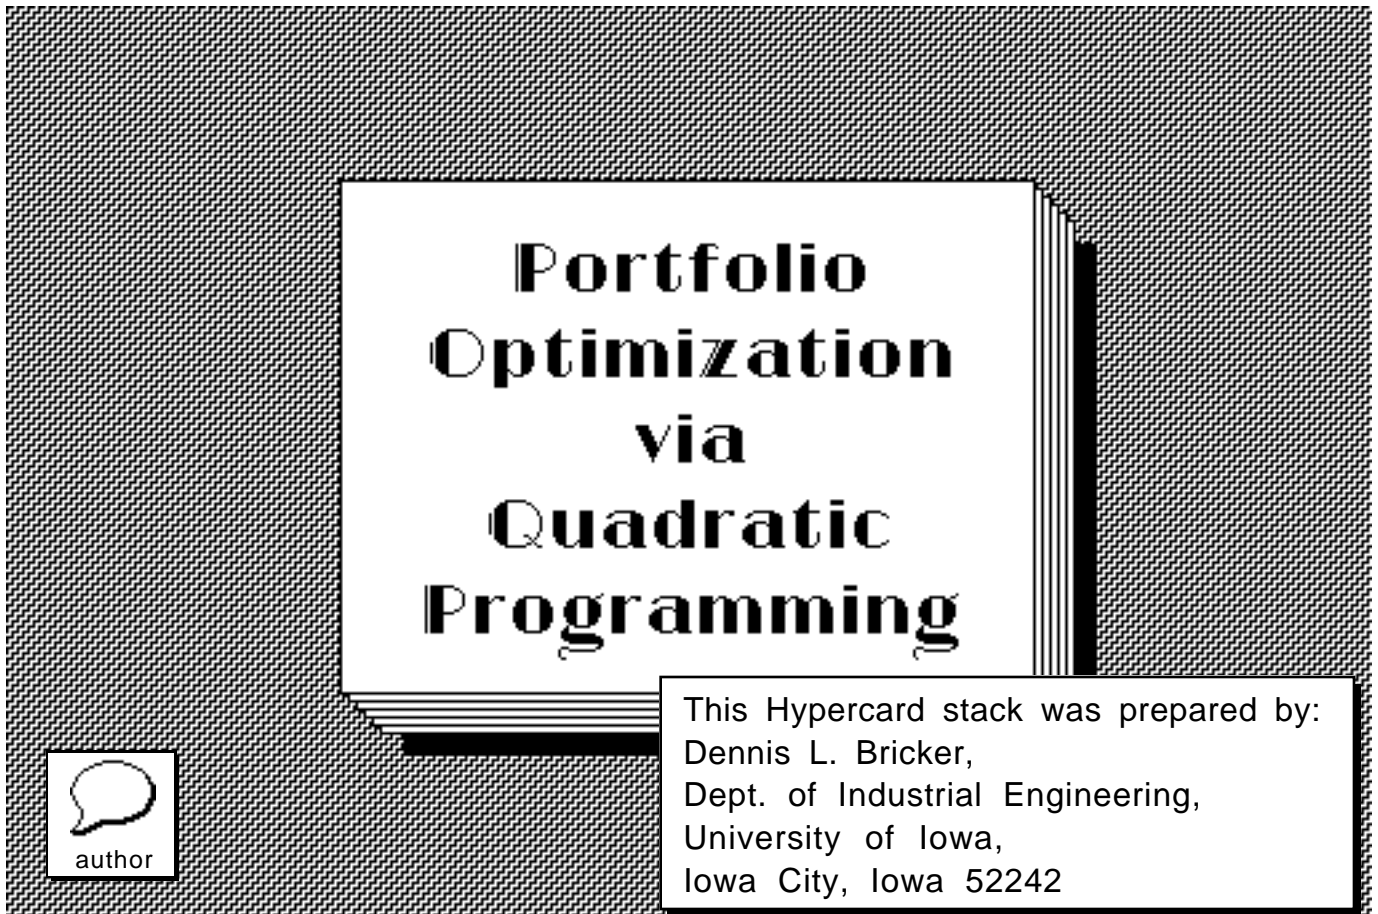 Portfolio
Optimization
via
Quadratic
Programming
This Hypercard stack was prepared by:
Dennis L. Bricker,
Dept. of Industrial Engineering,
University of Iowa,
Iowa City, Iowa 52242
author